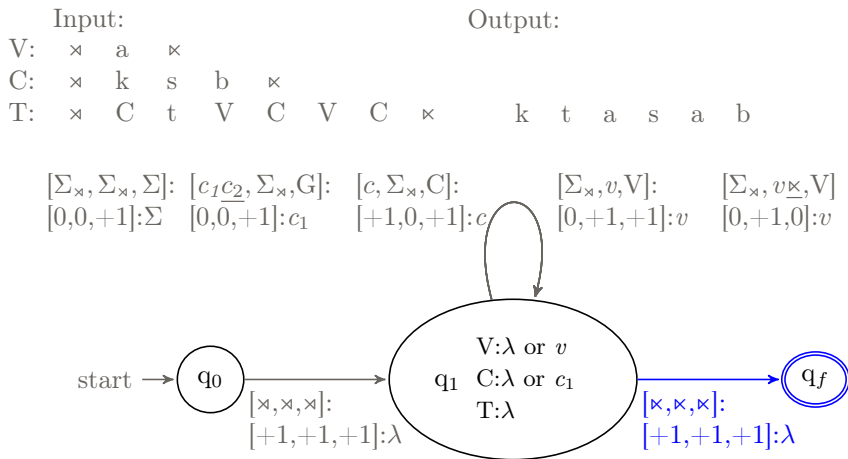 Input: Output:
V: ⋊ a ⋉
C: ⋊ k s b ⋉
T: ⋊ C t V C V C ⋉ k t a s a b
[Σ⋊, Σ⋊, Σ]: [c₁c₂, Σ⋊,G]: [c,Σ⋊,C]: [Σ⋊,v,V]: [Σ⋊, v⋉,V]
[0,0,+1]:Σ [0,0,+1]:c₁ [+1,0,+1]:c [0,+1,+1]:v [0,+1,0]:v
V:λ or v
start q₀ q₁ C:λ or c₁ q_f
T:λ
[⋊,⋊,⋊]: [⋉,⋉,⋉]:
[+1,+1,+1]:λ [+1,+1,+1]:λ